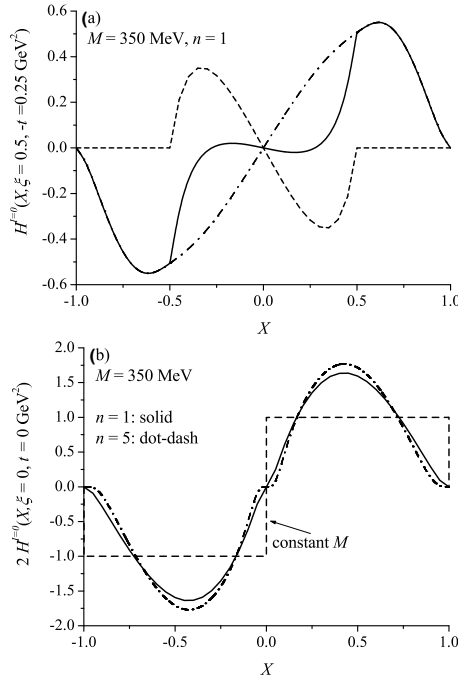 (a)
M = 350 MeV, n = 1
0.6
0.4
0.2
0.0
-0.2
-0.4
-0.6
H^{I=0}(X,ξ = 0.5, -t =0.25 GeV²)
-1.0 -0.5 0.0 0.5 1.0
X
(b)
M = 350 MeV
n = 1: solid
n = 5: dot-dash
constant M
2.0
1.5
1.0
0.5
0.0
-0.5
-1.0
-1.5
-2.0
2 H^{I=0}(X,ξ=0, t = 0 GeV²)
-1.0 -0.5 0.0 0.5 1.0
X